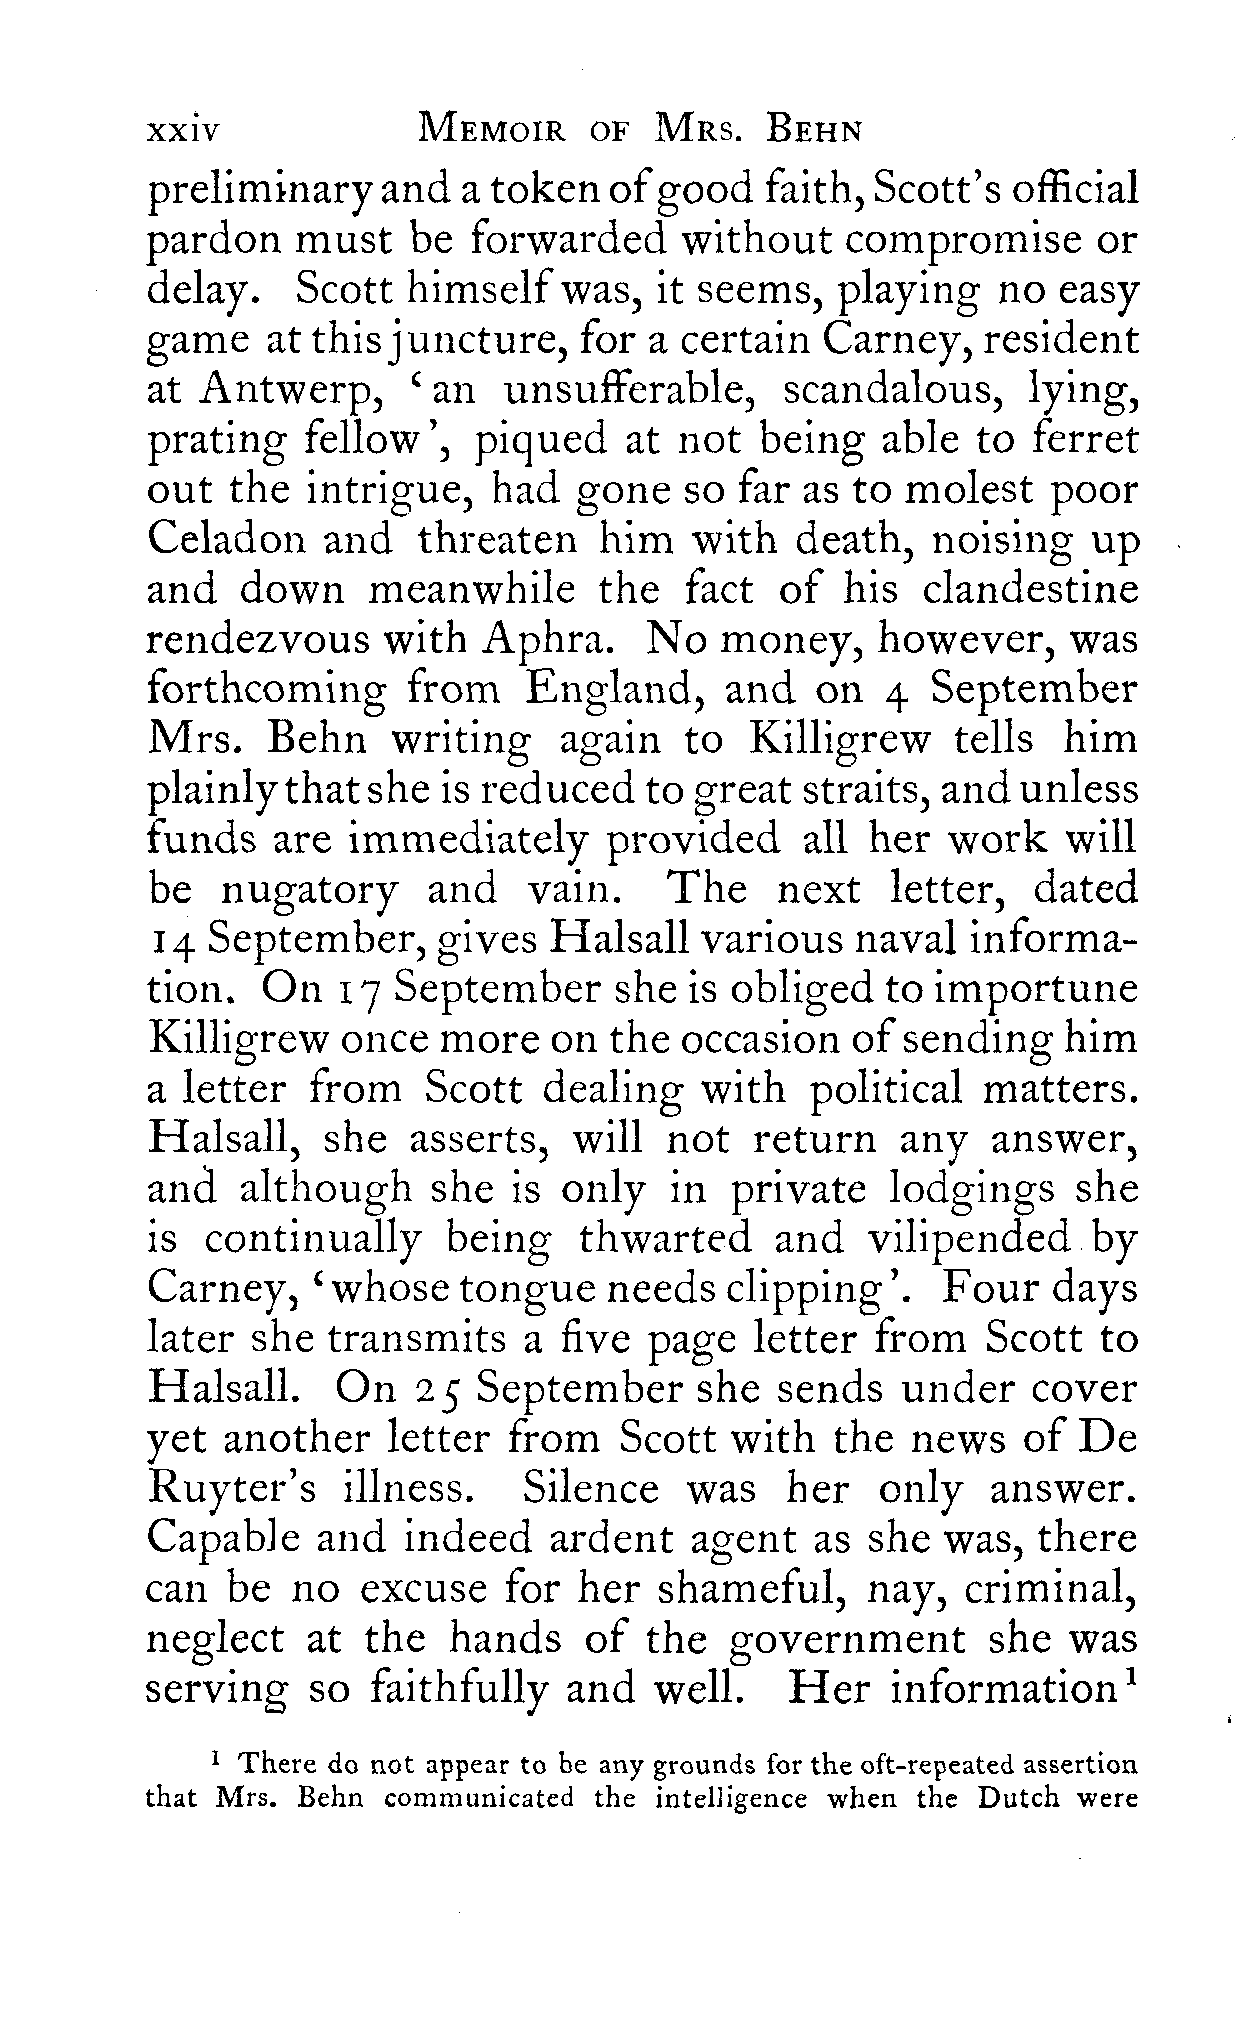 xxiv Memoir of Mrs. Behn
preliminary and a token of good faith, Scott's official
pardon must be forwarded without compromise or
delay. Scott himself was, it seems, playing no easy
game at this juncture, for a certain Carney, resident
at Antwerp, ‘ an unsufferable, scandalous, lying,
prating fellow ’, piqued at not being able to ferret
out the intrigue, had gone so far as to molest poor
Celadon and threaten him with death, noising up
and down meanwhile the fact of his clandestine
rendezvous with Aphra. No money, however, was
forthcoming from England, and on 4 September
Mrs. Behn writing again to Killigrew tells him
plainly that she is reduced to great straits, and unless
funds are immediately provided all her work will
be nugatory and vain. The next letter, dated
14 September, gives Halsall various naval informa-
tion. On 17 September she is obliged to importune
Killigrew once more on the occasion of sending him
a letter from Scott dealing with political matters.
Halsall, she asserts, will not return any answer,
and although she is only in private lodgings she
is continually being thwarted and vilipended by
Carney, ‘ whose tongue needs clipping ’. Four days
later she transmits a five page letter from Scott to
Halsall. On 25 September she sends under cover
yet another letter from Scott with the news of De
Ruyter's illness. Silence was her only answer.
Capable and indeed ardent agent as she was, there
can be no excuse for her shameful, nay, criminal,
neglect at the hands of the government she was
serving so faithfully and well. Her information ¹
¹ There do not appear to be any grounds for the oft-repeated assertion
that Mrs. Behn communicated the intelligence when the Dutch were